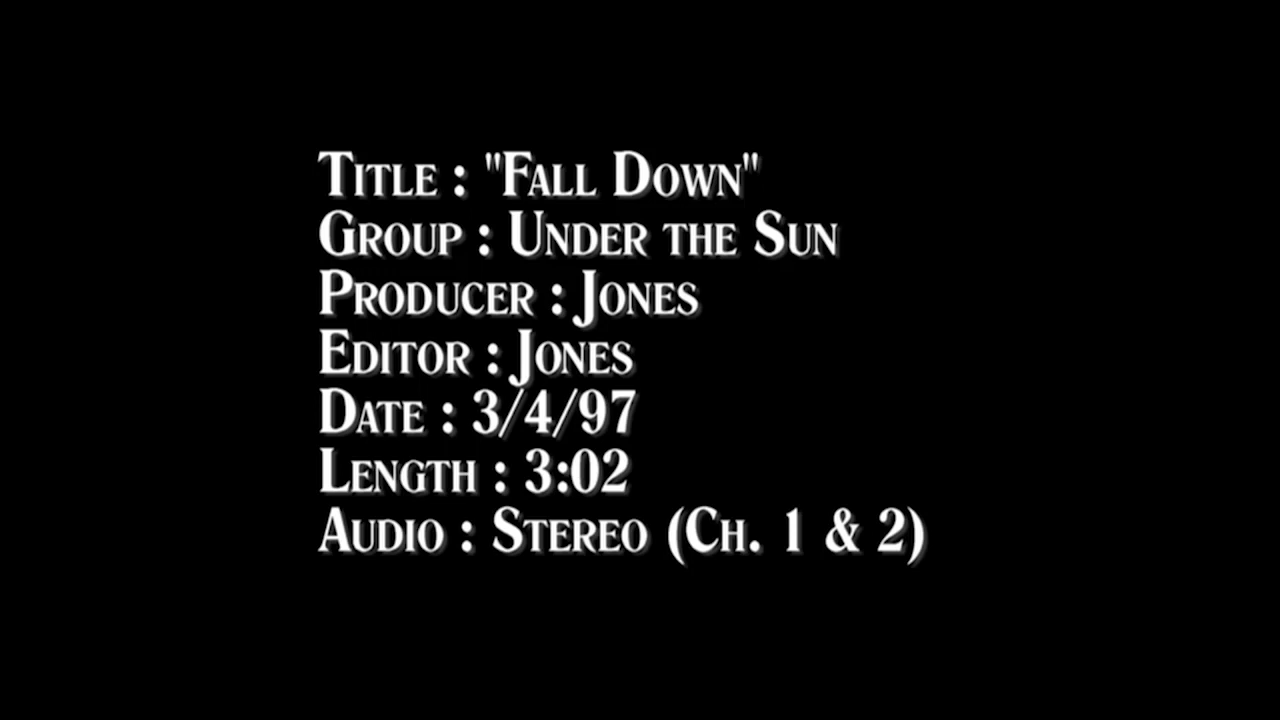 Title : "Fall Down"
Group : Under the Sun
Producer : Jones
Editor : Jones
Date : 3/4/97
Length : 3:02
Audio : Stereo (Ch. 1 & 2)